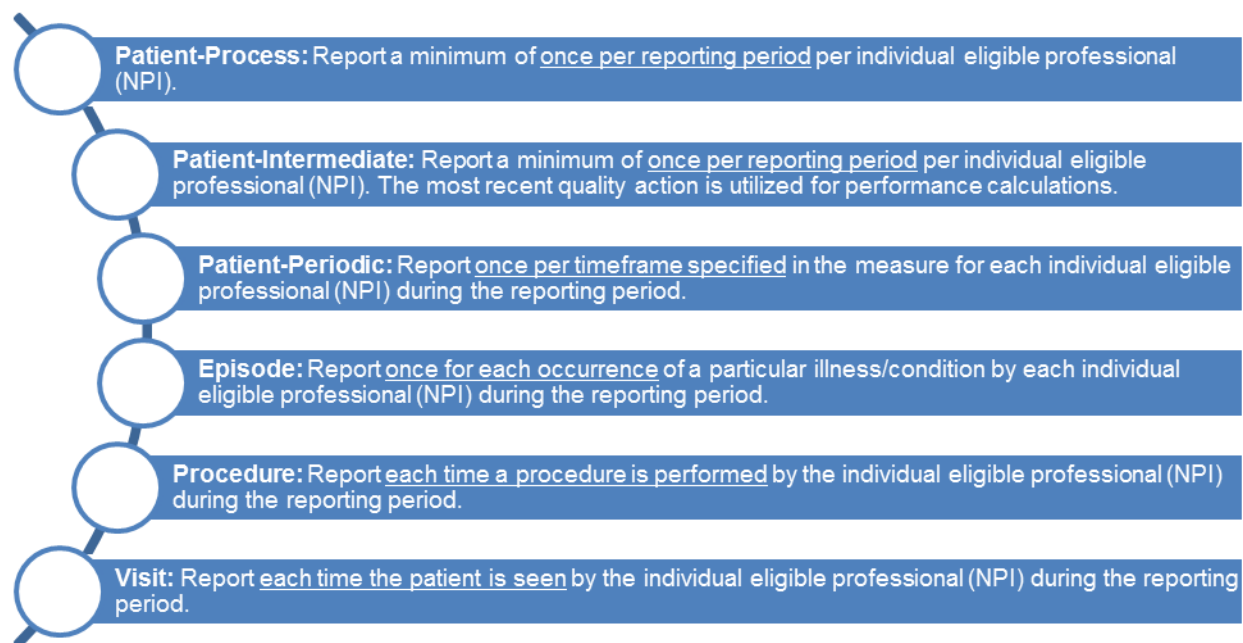 Patient-Process: Report a minimum of once per reporting period per individual eligible professional
(NPI).
Patient-Intermediate: Report a minimum of once per reporting period per individual eligible
professional (NPI). The most recent quality action is utilized for performance calculations.
Patient-Periodic: Report once per timeframe specified in the measure for each individual eligible
professional (NPI) during the reporting period.
Episode: Report once for each occurrence of a particular illness/condition by each individual
eligible professional (NPI) during the reporting period.
Procedure: Report each time a procedure is performed by the individual eligible professional (NPI)
during the reporting period.
Visit: Report each time the patient is seen by the individual eligible professional (NPI) during the reporting
period.